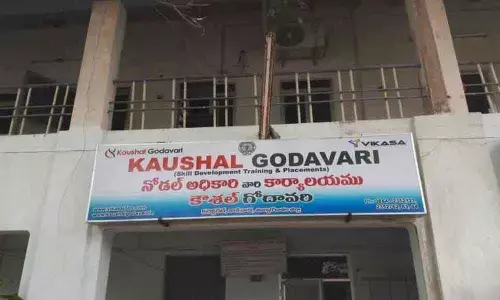 Kaushal Godavari
VIKASA
KAUSHAL GODAVARI
(Skill Development Training & Placements)
నోడల్ అధికారి వారి కార్యాలయము
కౌశల్ గోదావరి